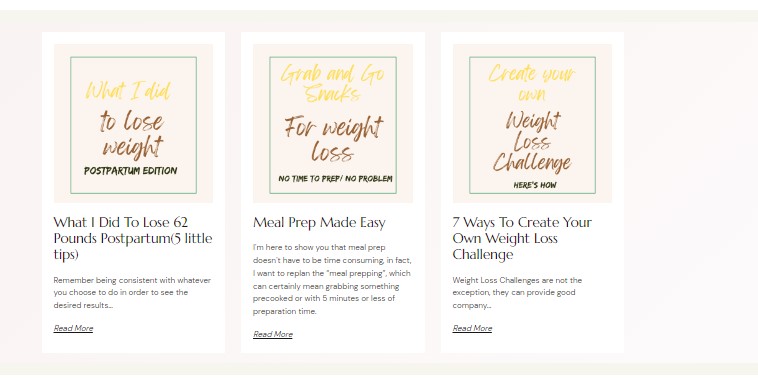 What I did
to lose
weight
POSTPARTUM EDITION
What I Did To Lose 62
Pounds Postpartum(5 little
tips)
Remember being consistent with whatever
you choose to do in order to see the
desired results...
Read More
Grab and Go
Snacks
For weight
loss
NO TIME TO PREP/ NO PROBLEM
Meal Prep Made Easy
I'm here to show you that meal prep
doesn't have to be time consuming, in fact,
I want to replan the "meal prepping", which
can certainly mean grabbing something
precooked or with 5 minutes or less of
preparation time.
Read More
Create your
own
Weight
Loss
Challenge
HERE'S HOW
7 Ways To Create Your
Own Weight Loss
Challenge
Weight Loss Challenges are not the
exception, they can provide good
company...
Read More